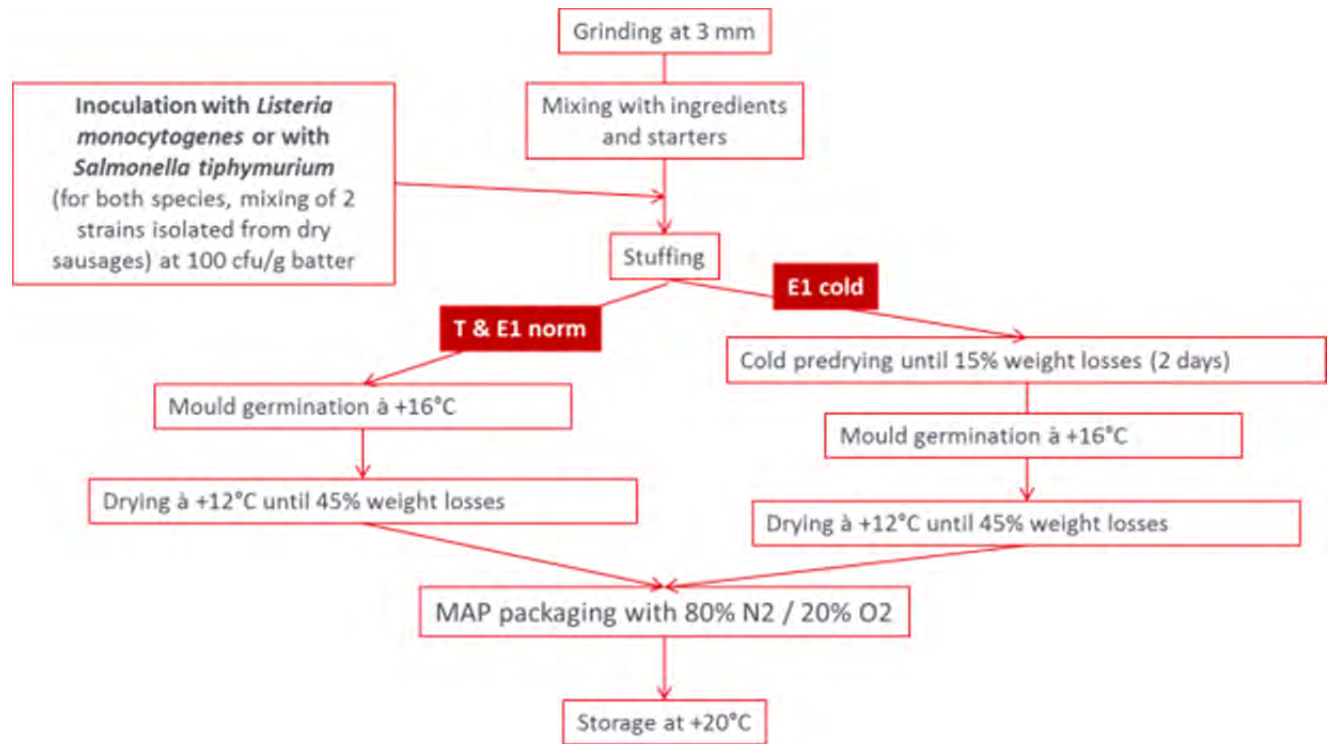 Grinding at 3 mm
Inoculation with Listeria
monocytogenes or with
Salmonella tiphymurium
(for both species, mixing of 2
strains isolated from dry
sausages) at 100 cfu/g batter
Mixing with ingredients
and starters
Stuffing
E1 cold
T & E1 norm
Cold predrying until 15% weight losses (2 days)
Mould germination à +16°C
Mould germination à +16°C
Drying à +12°C until 45% weight losses
Drying à +12°C until 45% weight losses
MAP packaging with 80% N2 / 20% O2
Storage at +20°C